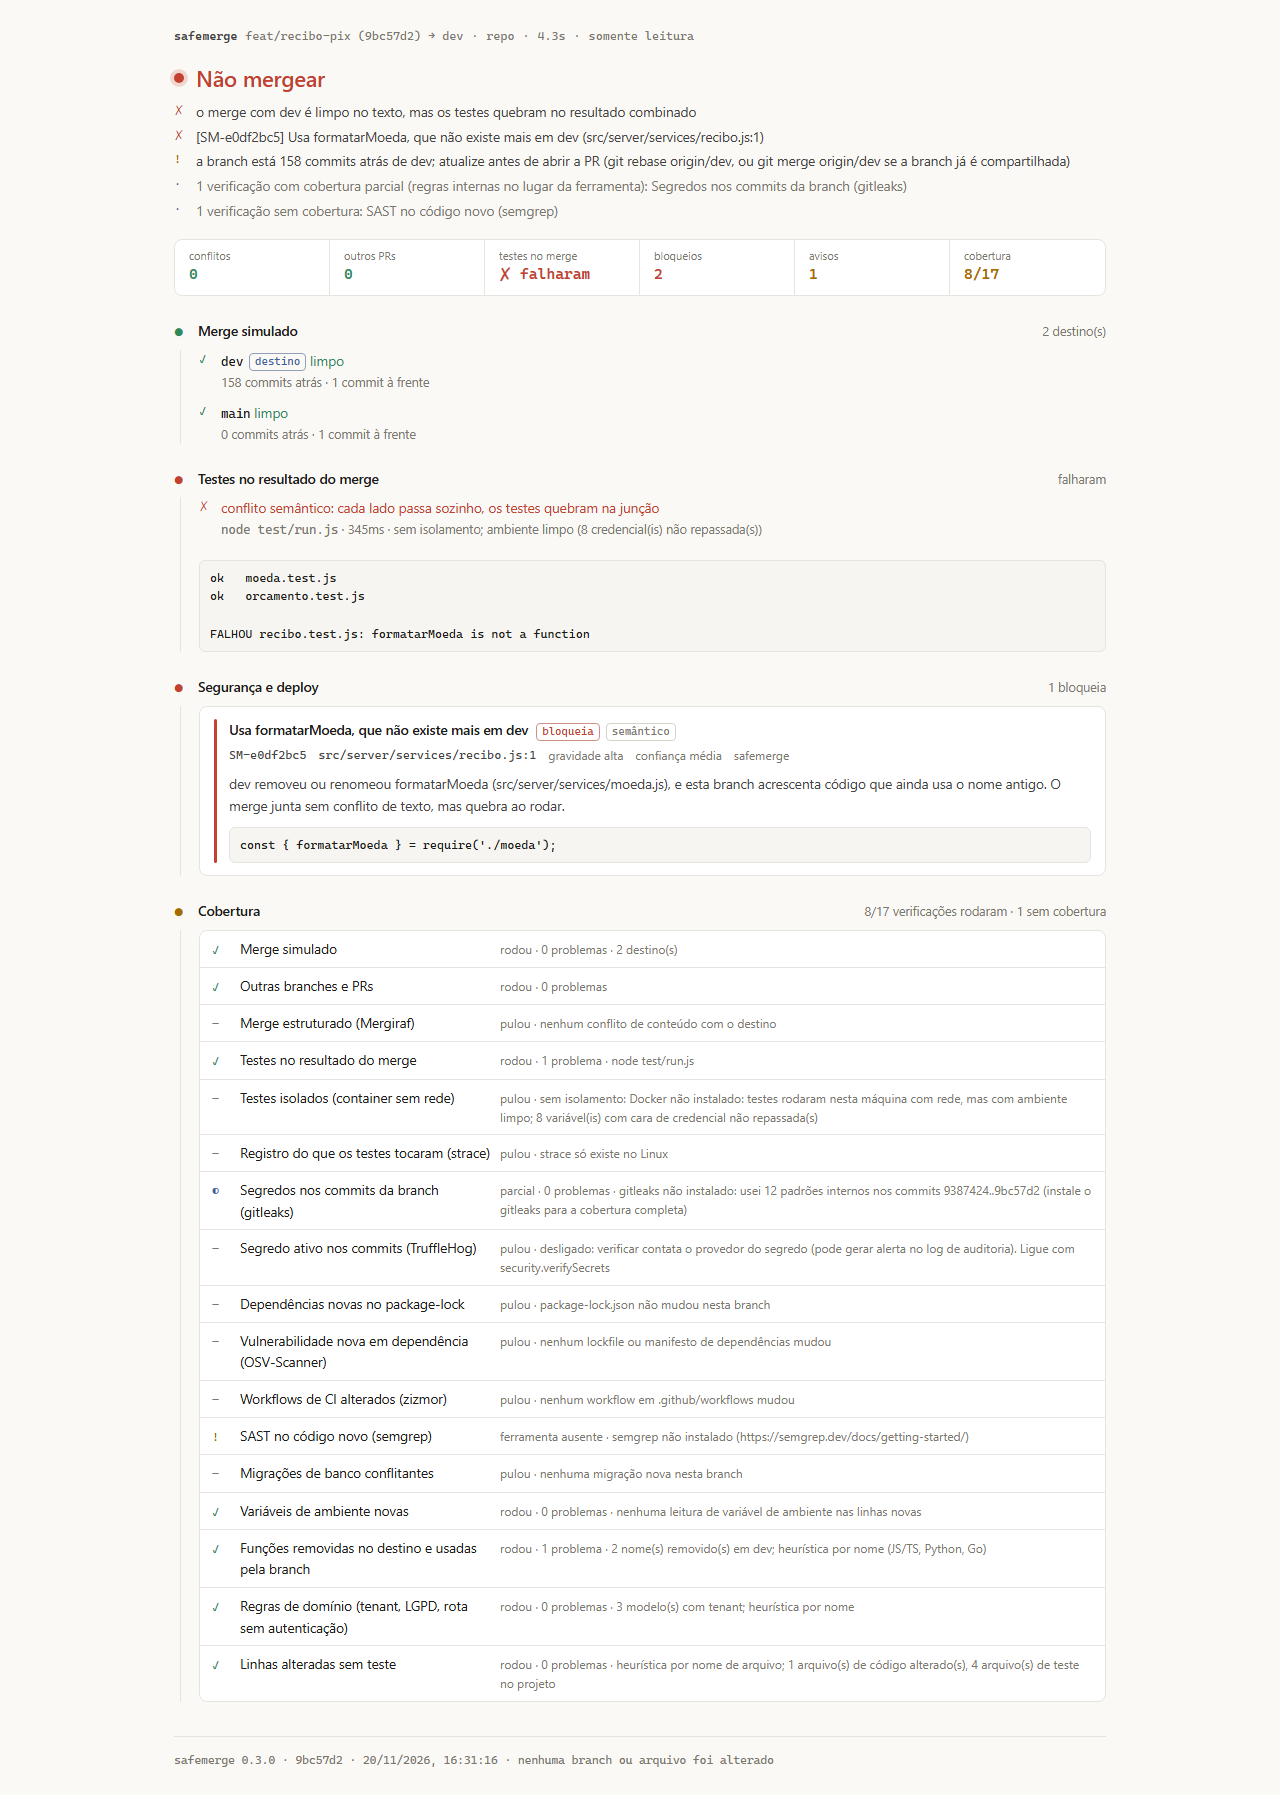 safemerge feat/recibo-pix (9bc57d2) → dev · repo · 4.3s · somente leitura
Não mergear
✗ o merge com dev é limpo no texto, mas os testes quebram no resultado combinado
✗ [SM-e0df2bc5] Usa formatarMoeda, que não existe mais em dev (src/server/services/recibo.js:1)
! a branch está 158 commits atrás de dev; atualize antes de abrir a PR (git rebase origin/dev, ou git merge origin/dev se a branch já é compartilhada)
· 1 verificação com cobertura parcial (regras internas no lugar da ferramenta): Segredos nos commits da branch (gitleaks)
· 1 verificação sem cobertura: SAST no código novo (semgrep)
conflitos outros PRs testes no merge bloqueios avisos cobertura
0 0 ✗ falharam 2 1 8/17
Merge simulado 2 destino(s)
✓ dev destino limpo
158 commits atrás · 1 commit à frente
✓ main limpo
0 commits atrás · 1 commit à frente
Testes no resultado do merge falharam
✗ conflito semântico: cada lado passa sozinho, os testes quebram na junção
node test/run.js · 345ms · sem isolamento; ambiente limpo (8 credencial(is) não repassada(s))
ok moeda.test.js
ok orcamento.test.js
FALHOU recibo.test.js: formatarMoeda is not a function
Segurança e deploy 1 bloqueia
Usa formatarMoeda, que não existe mais em dev bloqueia semântico
SM-e0df2bc5 src/server/services/recibo.js:1 gravidade alta confiança média safemerge
dev removeu ou renomeou formatarMoeda (src/server/services/moeda.js), e esta branch acrescenta código que ainda usa o nome antigo. O
merge junta sem conflito de texto, mas quebra ao rodar.
const { formatarMoeda } = require('./moeda');
Cobertura 8/17 verificações rodaram · 1 sem cobertura
✓ Merge simulado rodou · 0 problemas · 2 destino(s)
✓ Outras branches e PRs rodou · 0 problemas
– Merge estruturado (Mergiraf) pulou · nenhum conflito de conteúdo com o destino
✓ Testes no resultado do merge rodou · 1 problema · node test/run.js
– Testes isolados (container sem rede) pulou · sem isolamento: Docker não instalado: testes rodaram nesta máquina com rede, mas com ambiente
limpo; 8 variável(is) com cara de credencial não repassada(s)
– Registro do que os testes tocaram (strace) pulou · strace só existe no Linux
◐ Segredos nos commits da branch parcial · 0 problemas · gitleaks não instalado: usei 12 padrões internos nos commits 9387424..9bc57d2 (instale o
(gitleaks) gitleaks para a cobertura completa)
– Segredo ativo nos commits (TruffleHog) pulou · desligado: verificar contata o provedor do segredo (pode gerar alerta no log de auditoria). Ligue com
security.verifySecrets
– Dependências novas no package-lock pulou · package-lock.json não mudou nesta branch
– Vulnerabilidade nova em dependência pulou · nenhum lockfile ou manifesto de dependências mudou
(OSV-Scanner)
– Workflows de CI alterados (zizmor) pulou · nenhum workflow em .github/workflows mudou
! SAST no código novo (semgrep) ferramenta ausente · semgrep não instalado (https://semgrep.dev/docs/getting-started/)
– Migrações de banco conflitantes pulou · nenhuma migração nova nesta branch
✓ Variáveis de ambiente novas rodou · 0 problemas · nenhuma leitura de variável de ambiente nas linhas novas
✓ Funções removidas no destino e usadas rodou · 1 problema · 2 nome(s) removido(s) em dev; heurística por nome (JS/TS, Python, Go)
pela branch
✓ Regras de domínio (tenant, LGPD, rota rodou · 0 problemas · 3 modelo(s) com tenant; heurística por nome
sem autenticação)
✓ Linhas alteradas sem teste rodou · 0 problemas · heurística por nome de arquivo; 1 arquivo(s) de código alterado(s), 4 arquivo(s) de teste
no projeto
safemerge 0.3.0 · 9bc57d2 · 20/11/2026, 16:31:16 · nenhuma branch ou arquivo foi alterado